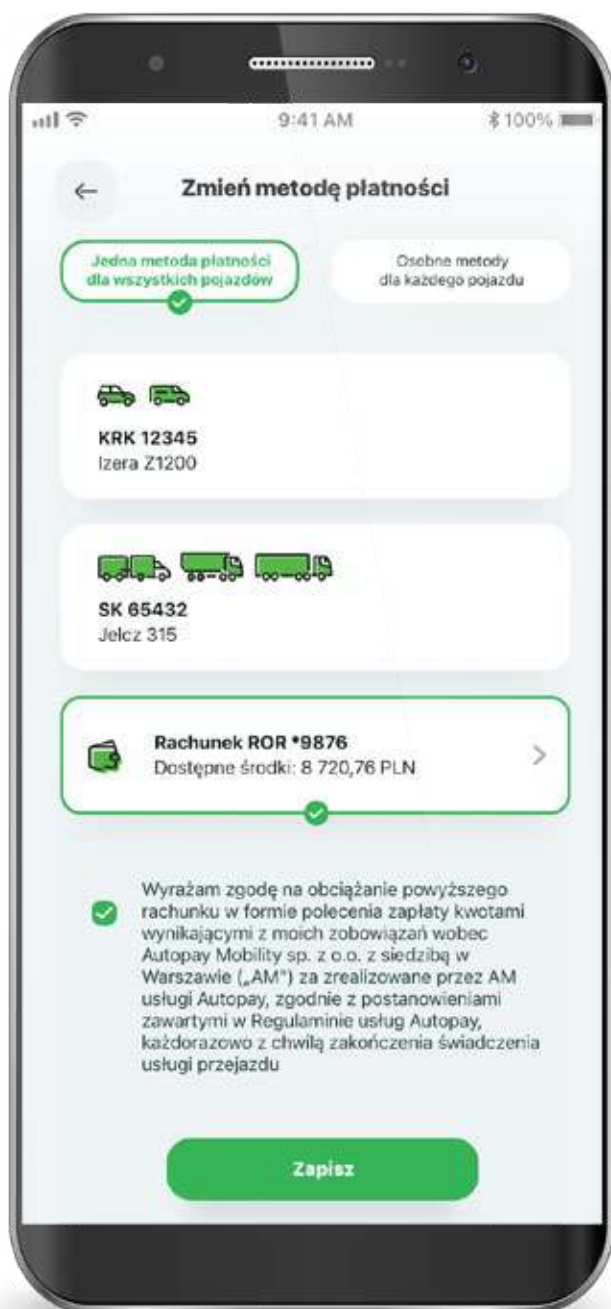 9:41 AM
100%
Zmień metodę płatności
Jedna metoda płatności
dla wszystkich pojazdów
Osobne metody
dla każdego pojazdu
KRK 12345
Izera Z1200
SK 65432
Jelcz 315
Rachunek ROR *9876
Dostępne środki: 8 720,76 PLN
Wyrażam zgodę na obciążanie powyższego
rachunku w formie polecenia zapłaty kwotami
wynikającymi z moich zobowiązań wobec
Autopay Mobility sp. z o.o. z siedzibą w
Warszawie („AM”) za zrealizowane przez AM
usługi Autopay, zgodnie z postanowieniami
zawartymi w Regulaminie usług Autopay,
każdorazowo z chwilą zakończenia świadczenia
usługi przejazdu
Zapisz